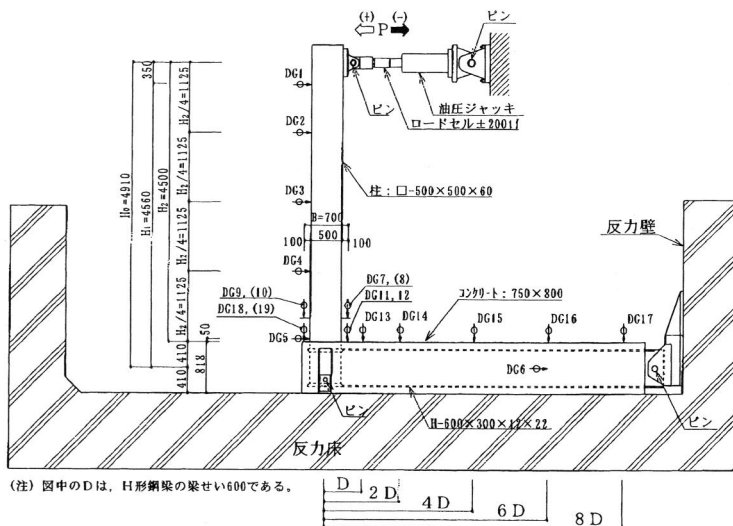 (+) P (-)
ピン
DG1
ピン
油圧ジャッキ
ロードセル±200tf
DG2
柱：□-500×500×60
DG3
B=700
500
100
100
反力壁
H₀=4910
H₁=4560
H₂=4500
350
H₂/4=1125
H₂/4=1125
H₂/4=1125
H₂/4=1125
50
410
410
818
DG4
DG9, (10)
DG7, (8)
DG18, (19)
DG11, 12
コンクリート：750×800
DG5
DG13
DG14
DG15
DG16
DG17
DG6
ピン
H-600×300×12×22
ピン
反力床
(注) 図中のDは，H形鋼梁の梁せい600である。
D
2D
4D
6D
8D